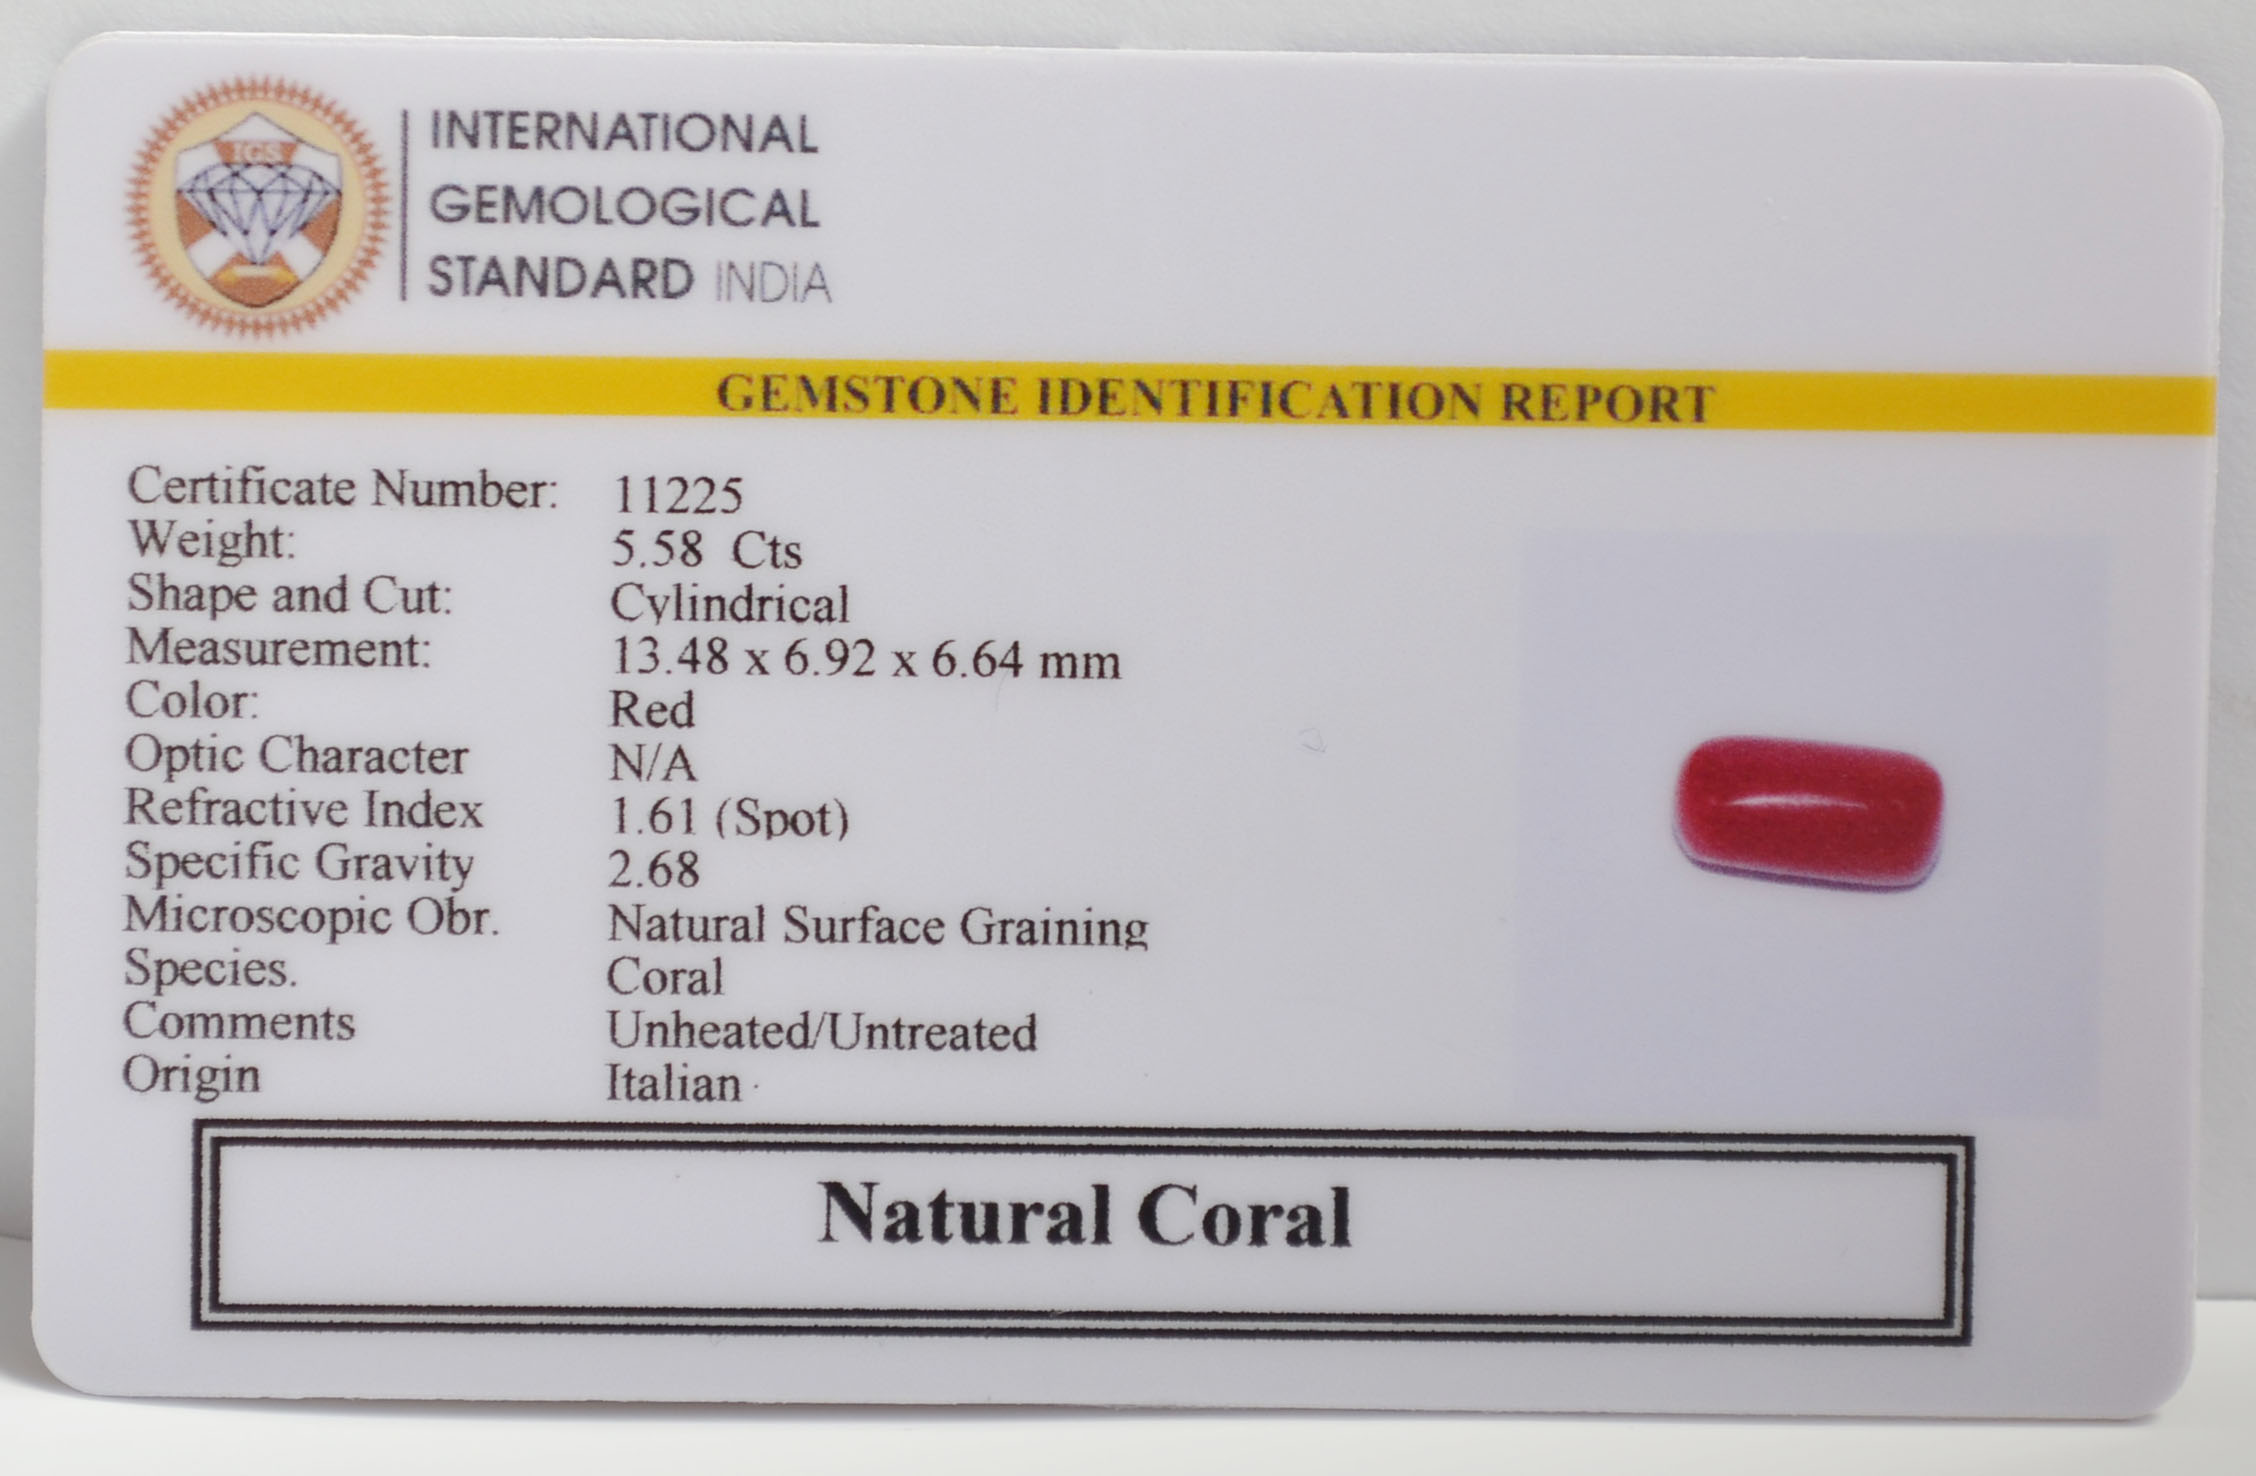 IGS
INTERNATIONAL
GEMOLOGICAL
STANDARD INDIA
GEMSTONE IDENTIFICATION REPORT
Certificate Number: 11225
Weight: 5.58 Cts
Shape and Cut: Cylindrical
Measurement: 13.48 x 6.92 x 6.64 mm
Color: Red
Optic Character N/A
Refractive Index 1.61 (Spot)
Specific Gravity 2.68
Microscopic Obr. Natural Surface Graining
Species. Coral
Comments Unheated/Untreated
Origin Italian
Natural Coral